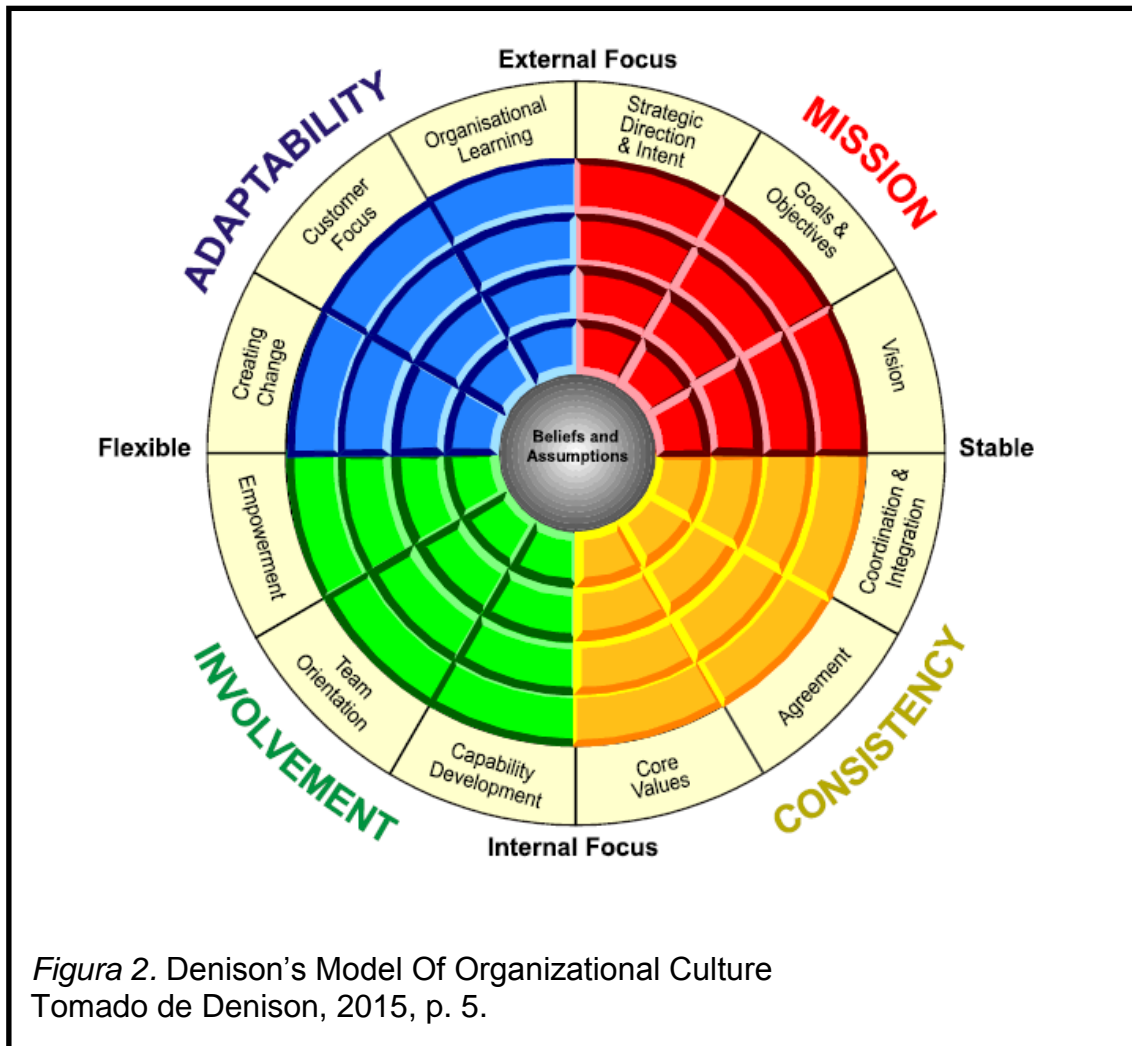 External Focus
ADAPTABILITY
MISSION
Organisational
Learning
Strategic
Direction
& Intent
Customer
Focus
Goals &
Objectives
Creating
Change
Vision
Flexible
Beliefs and
Assumptions
Stable
Empowerment
Coordination &
Integration
Team
Orientation
Agreement
Capability
Development
Core
Values
INVOLVEMENT
CONSISTENCY
Internal Focus
Figura 2. Denison’s Model Of Organizational Culture
Tomado de Denison, 2015, p. 5.